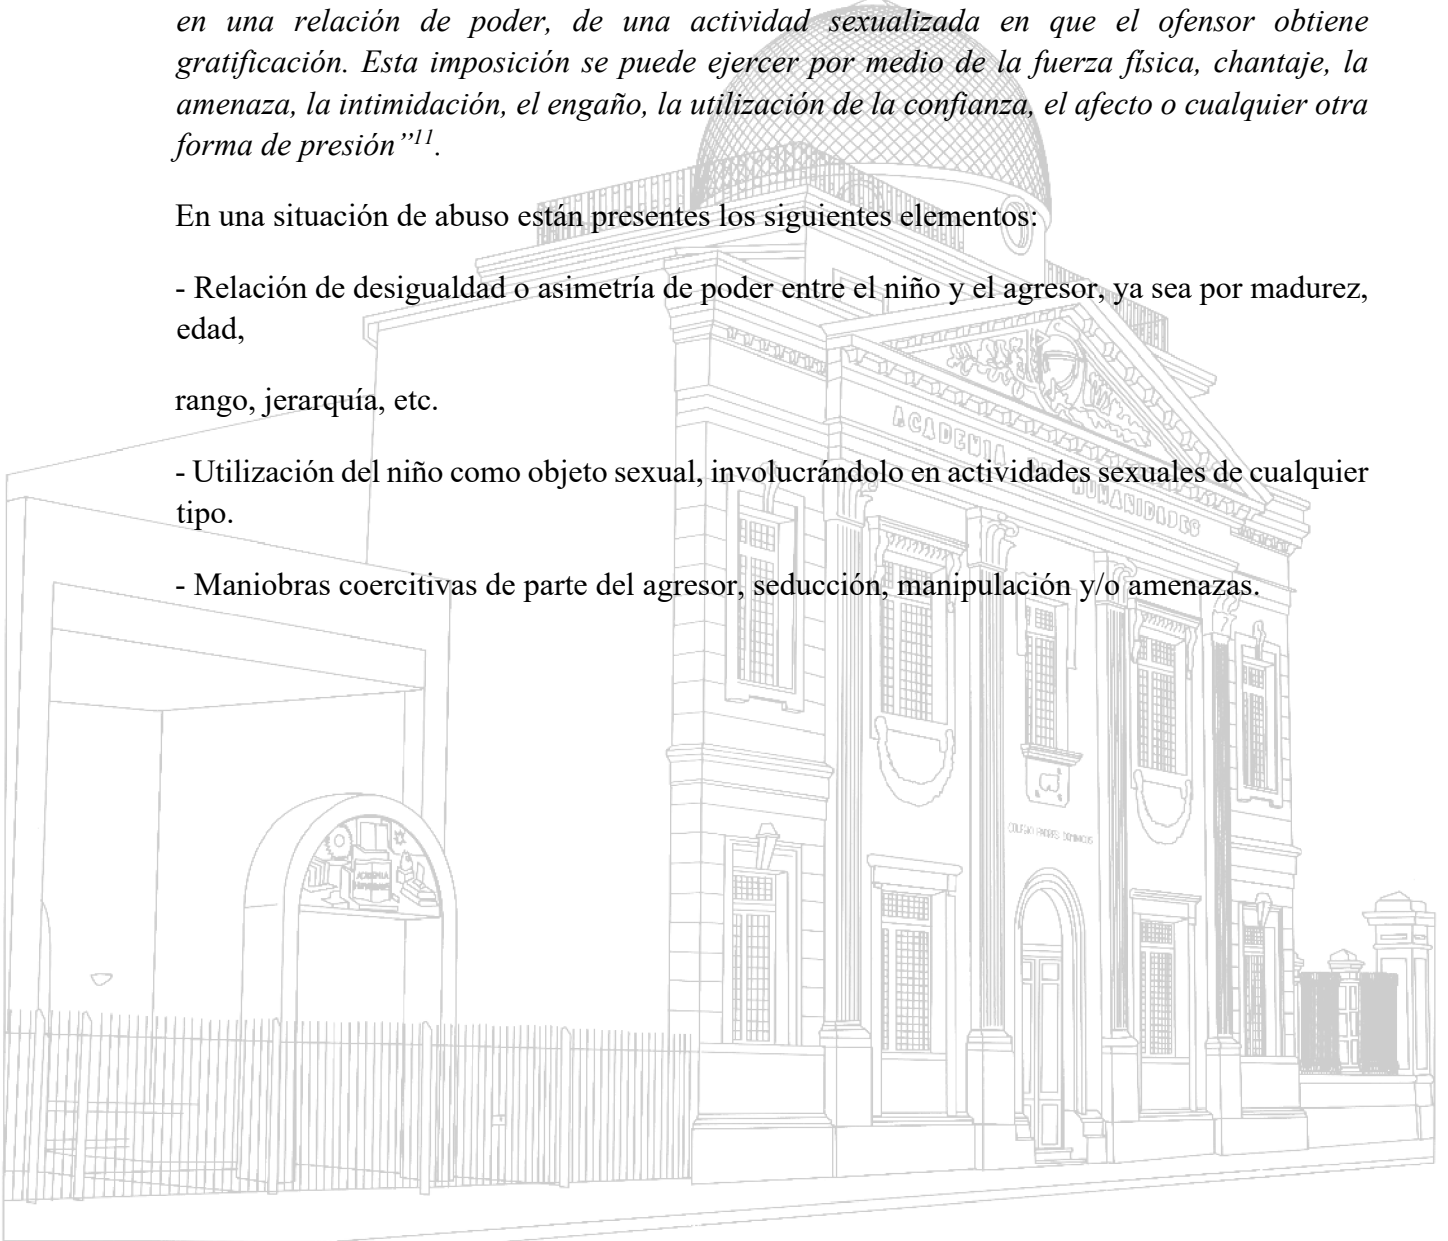 en una relación de poder, de una actividad sexualizada en que el ofensor obtiene
gratificación. Esta imposición se puede ejercer por medio de la fuerza física, chantaje, la
amenaza, la intimidación, el engaño, la utilización de la confianza, el afecto o cualquier otra
forma de presión”11.
En una situación de abuso están presentes los siguientes elementos:
- Relación de desigualdad o asimetría de poder entre el niño y el agresor, ya sea por madurez,
edad,
rango, jerarquía, etc.
ACADEMIA
HUMANIDADES
- Utilización del niño como objeto sexual, involucrándolo en actividades sexuales de cualquier
tipo.
- Maniobras coercitivas de parte del agresor, seducción, manipulación y/o amenazas.
COLEGIO PADRES DOMINICOS